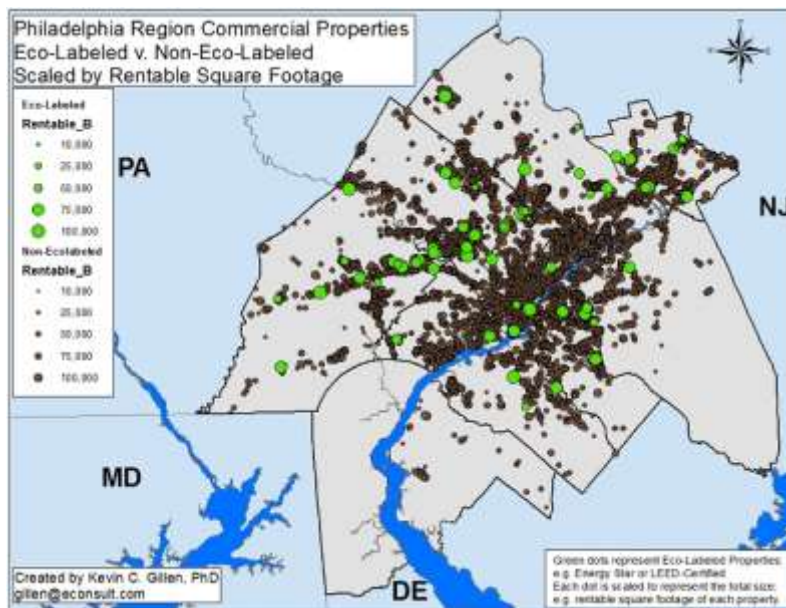 Philadelphia Region Commercial Properties
Eco-Labeled v. Non-Eco-Labeled
Scaled by Rentable Square Footage
Eco-Labeled
Rentable_B
10,000
25,000
50,000
75,000
100,000
Non-Ecolabeled
Rentable_B
10,000
25,000
50,000
75,000
100,000
PA
NJ
MD
DE
Created by Kevin C. Gillen, PhD
gillen@econsult.com
Green dots represent Eco-Labeled Properties,
e.g. Energy Star or LEED-Certified
Each dot is scaled to represent the total size;
e.g. rentable square footage of each property.